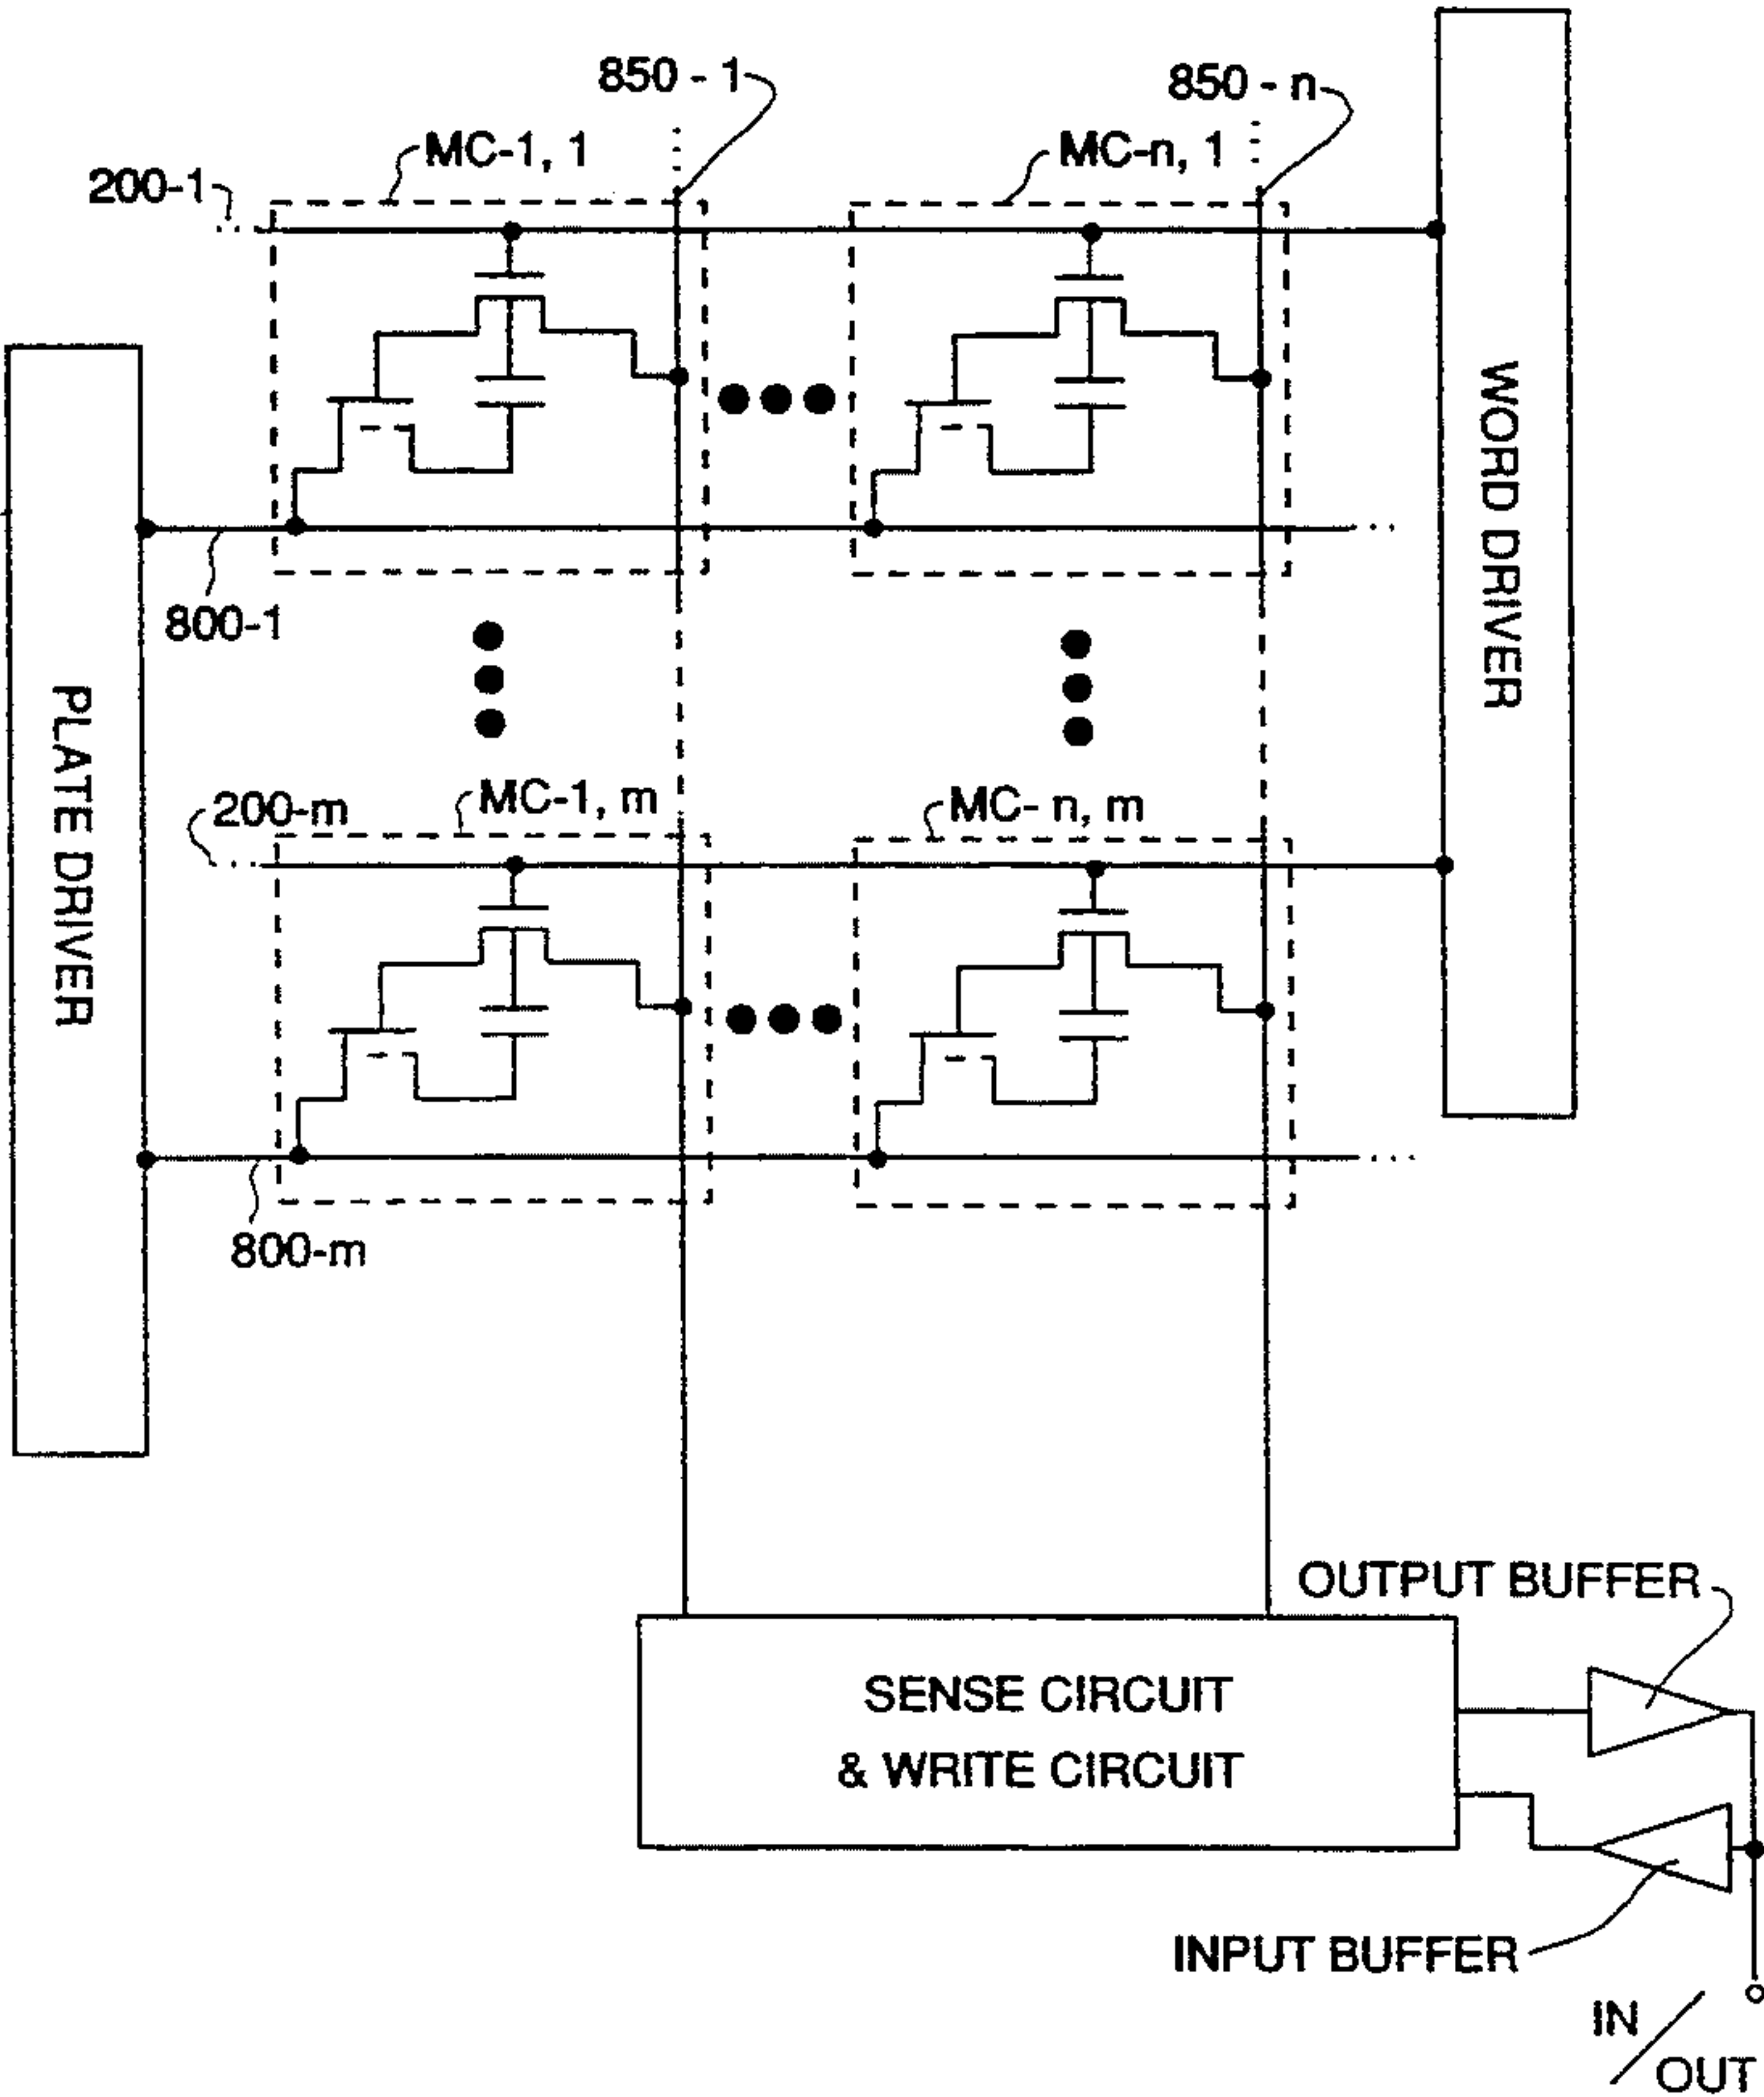 850 - 1
850 - n
MC-1, 1
MC-n, 1
200-1
WORD DRIVER
800-1
PLATE DRIVER
MC-1, m
MC- n, m
200-m
800-m
OUTPUT BUFFER
SENSE CIRCUIT
& WRITE CIRCUIT
INPUT BUFFER
IN
/
OUT